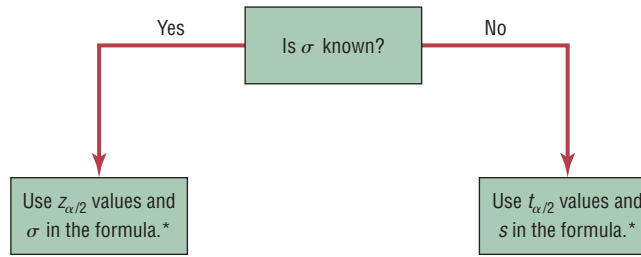 Yes
Is σ known?
No
Use z_{α/2} values and
σ in the formula.*
Use t_{α/2} values and
s in the formula.*